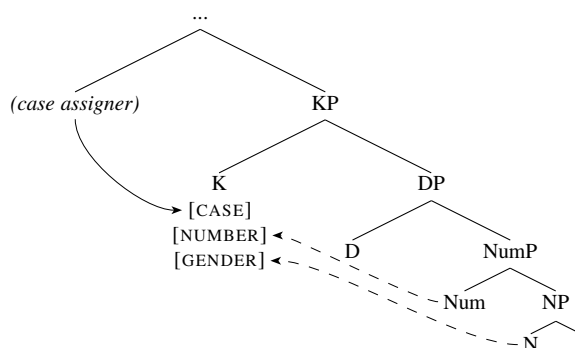 ...
(case assigner) KP
K DP
[CASE]
[NUMBER] D NumP
[GENDER]
Num NP
N